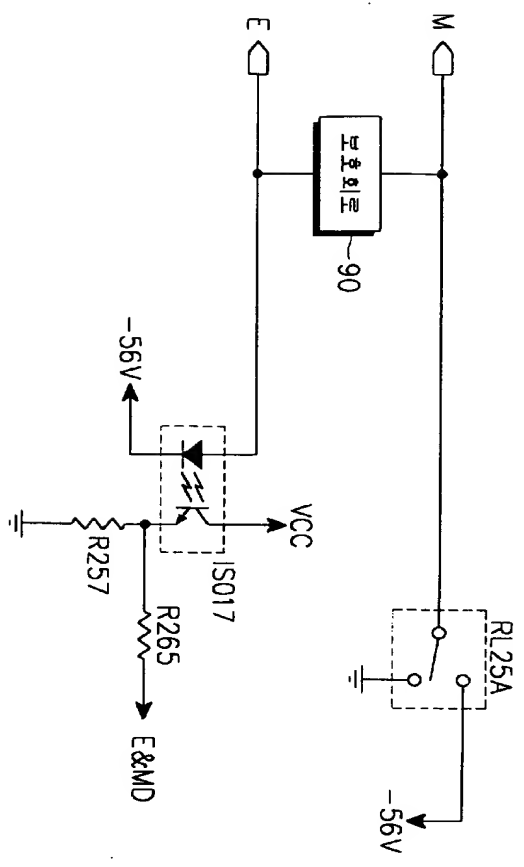 M
E
보호회로
90
RL25A
-56V
-56V
VCC
IS017
R257
R265
E&MD